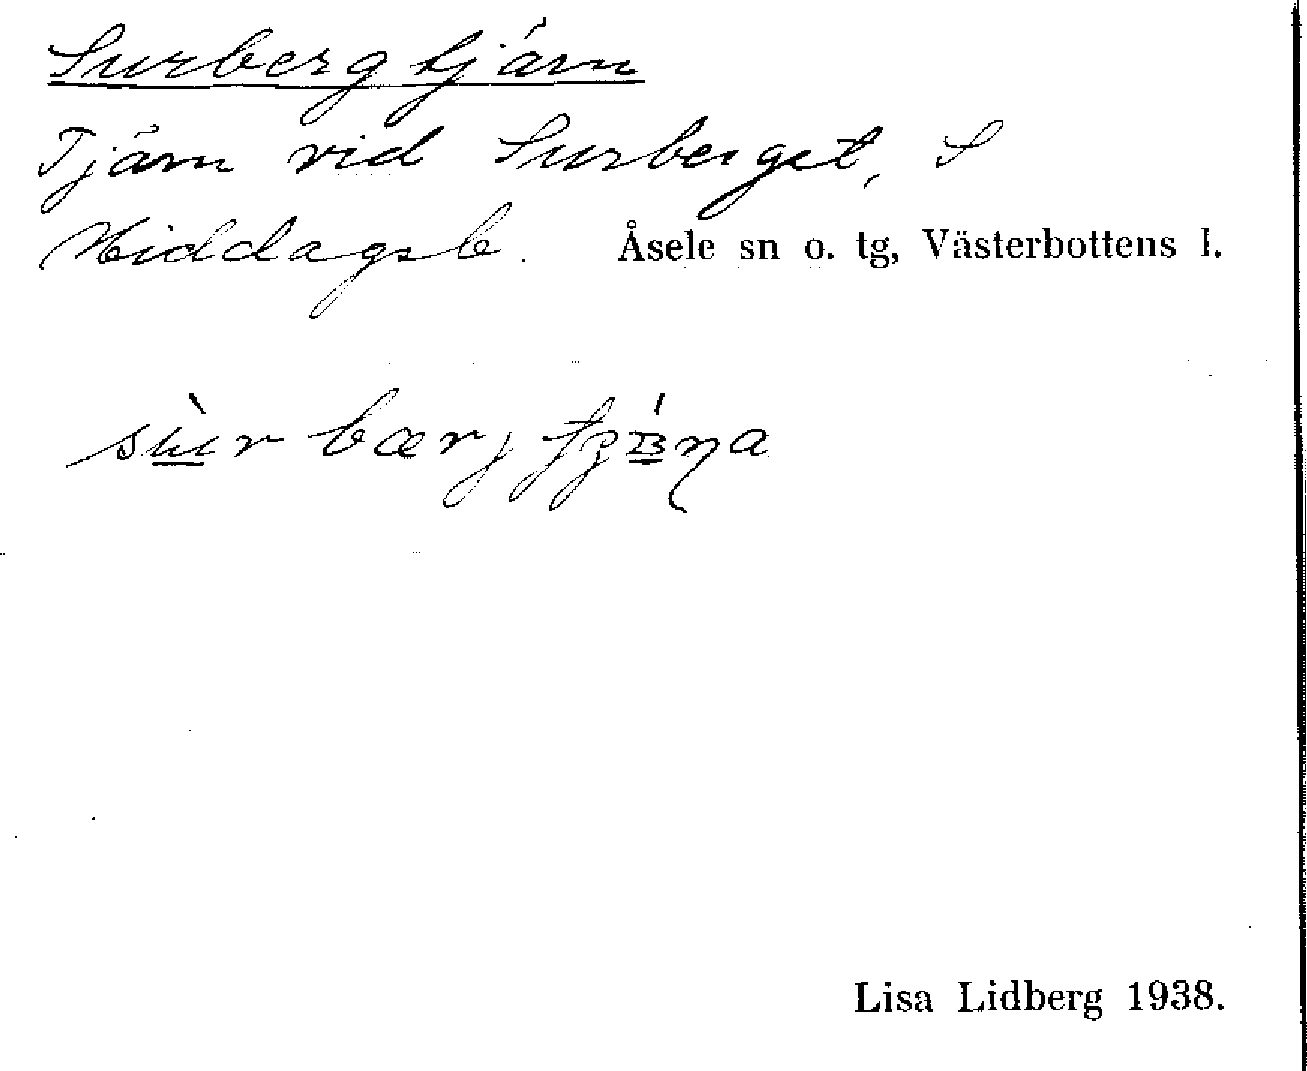 Surbergtjärn
Tjärn vid Surberget, S
Middagsb. Åsele sn o. tg, Västerbottens l.
Lisa Lidberg 1938.